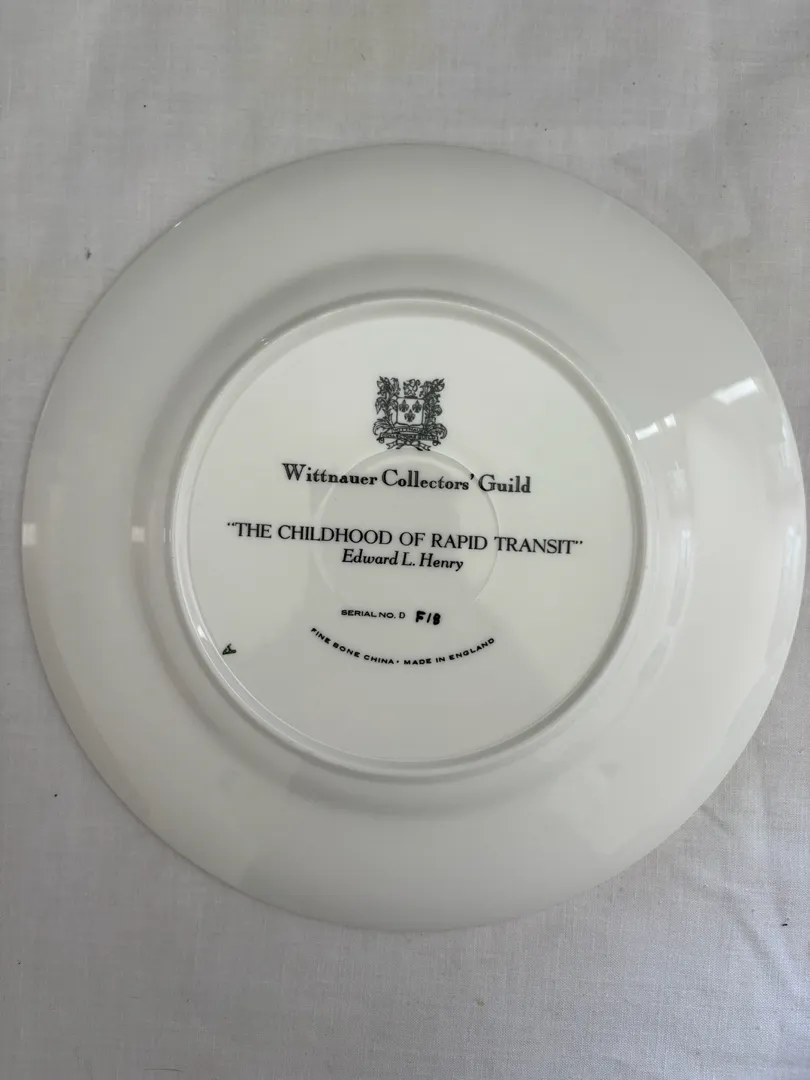 Wittnauer Collectors' Guild
"THE CHILDHOOD OF RAPID TRANSIT"
Edward L. Henry
SERIAL NO. D F18
FINE BONE CHINA · MADE IN ENGLAND